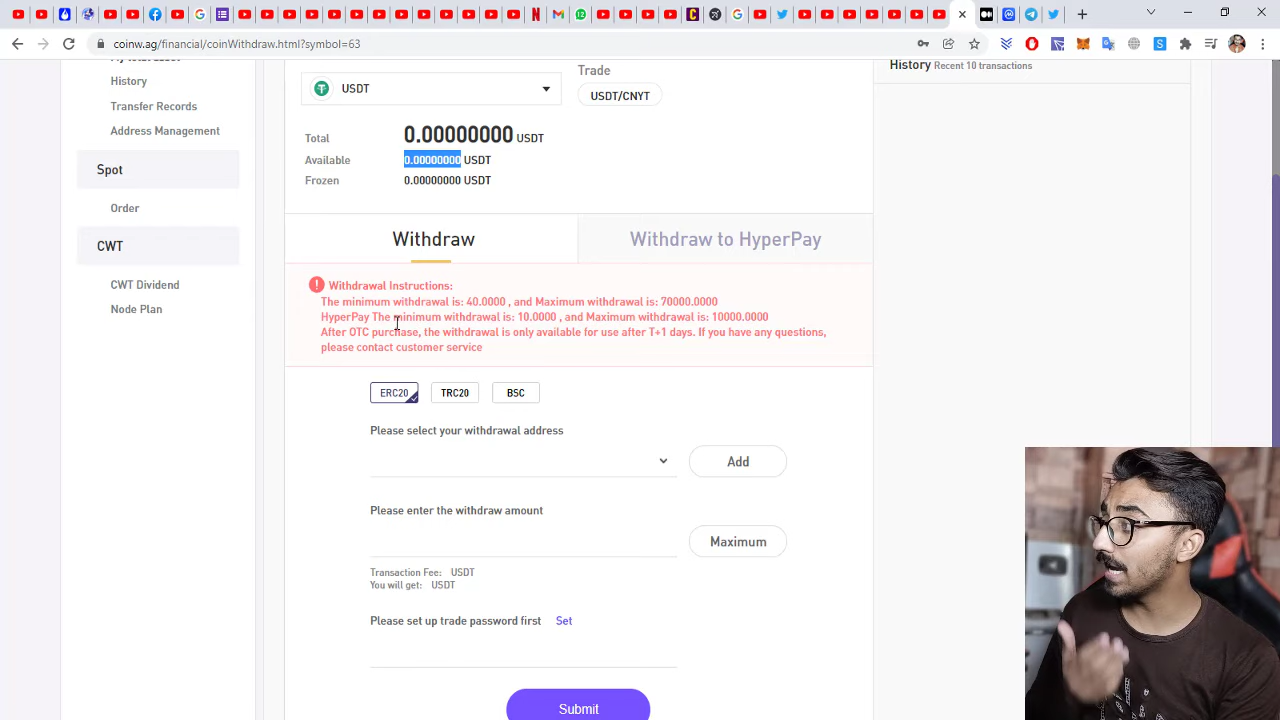 coinw.ag/financial/coinWithdraw.html?symbol=63
History
Transfer Records
Address Management
Spot
Order
CWT
CWT Dividend
Node Plan
USDT
Trade
USDT/CNYT
Total 0.00000000 USDT
Available 0.00000000 USDT
Frozen 0.00000000 USDT
Withdraw
Withdraw to HyperPay
Withdrawal Instructions:
The minimum withdrawal is: 40.0000 , and Maximum withdrawal is: 70000.0000
HyperPay The minimum withdrawal is: 10.0000 , and Maximum withdrawal is: 10000.0000
After OTC purchase, the withdrawal is only available for use after T+1 days. If you have any questions,
please contact customer service
ERC20 TRC20 BSC
Please select your withdrawal address
Add
Please enter the withdraw amount
Maximum
Transaction Fee: USDT
You will get: USDT
Please set up trade password first Set
Submit
History Recent 10 transactions